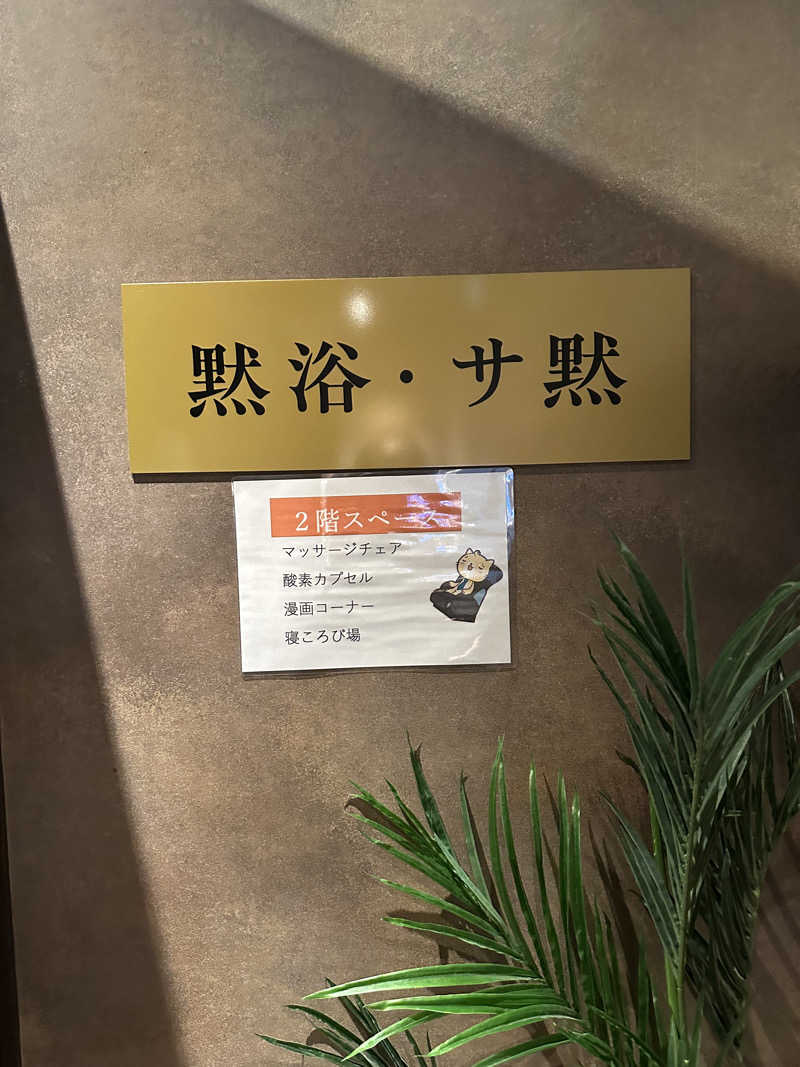 黙浴・サ黙
２階スペース
マッサージチェア
酸素カプセル
漫画コーナー
寝ころび場